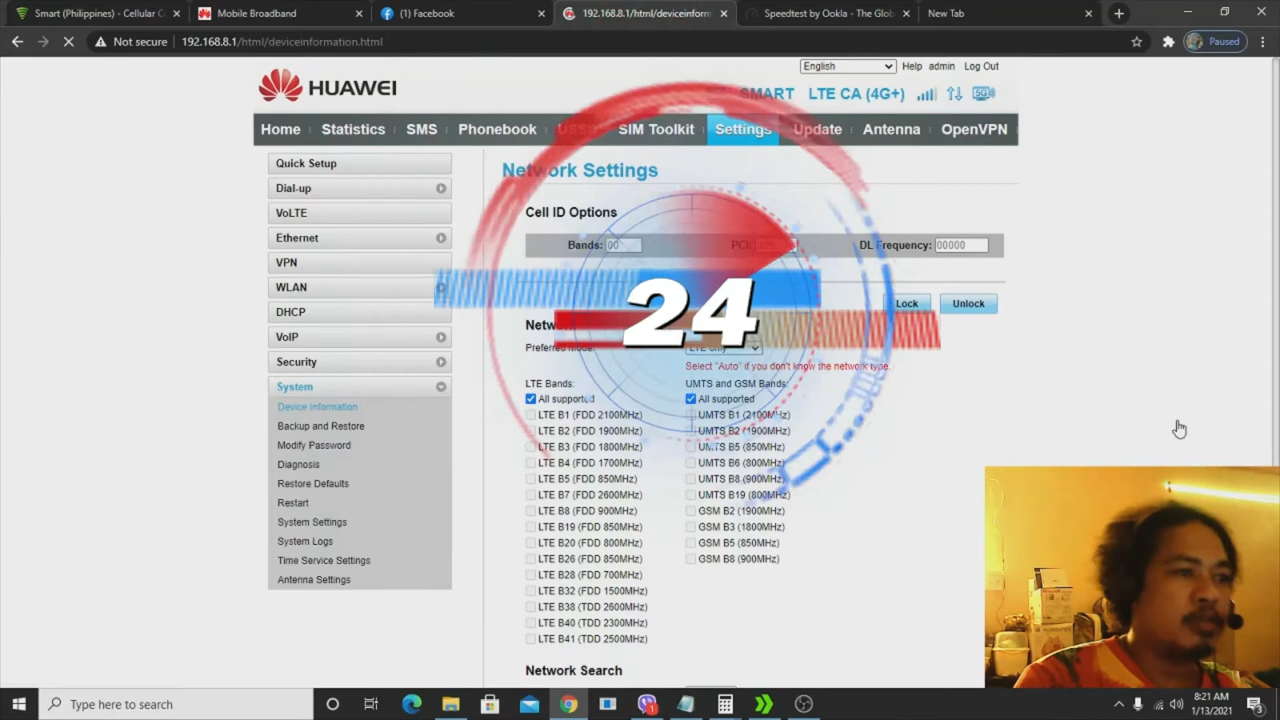 Smart (Philippines) - Cellular C
Mobile Broadband
(1) Facebook
192.168.8.1/html/deviceinform
Speedtest by Ookla - The Glob
New Tab
Not secure
192.168.8.1/html/deviceinformation.html
Paused
HUAWEI
English
Help
admin
Log Out
SMART
LTE CA (4G+)
5G
Home
Statistics
SMS
Phonebook
USSD
SIM Toolkit
Settings
Update
Antenna
OpenVPN
Quick Setup
Dial-up
VoLTE
Ethernet
VPN
WLAN
DHCP
VoIP
Security
System
Device Information
Backup and Restore
Modify Password
Diagnosis
Restore Defaults
Restart
System Settings
System Logs
Time Service Settings
Antenna Settings
Network Settings
Cell ID Options
Bands: 00
DL Frequency: 00000
Lock
Unlock
24
Preferred mode:
LTE only
Select "Auto" if you don't know the network type.
LTE Bands:
All supported
LTE B1 (FDD 2100MHz)
LTE B2 (FDD 1900MHz)
LTE B3 (FDD 1800MHz)
LTE B4 (FDD 1700MHz)
LTE B5 (FDD 850MHz)
LTE B7 (FDD 2600MHz)
LTE B8 (FDD 900MHz)
LTE B19 (FDD 850MHz)
LTE B20 (FDD 800MHz)
LTE B26 (FDD 850MHz)
LTE B28 (FDD 700MHz)
LTE B32 (FDD 1500MHz)
LTE B38 (TDD 2600MHz)
LTE B40 (TDD 2300MHz)
LTE B41 (TDD 2500MHz)
UMTS and GSM Bands:
All supported
UMTS B1 (2100MHz)
UMTS B2 (1900MHz)
UMTS B5 (850MHz)
UMTS B6 (800MHz)
UMTS B8 (900MHz)
UMTS B19 (800MHz)
GSM B2 (1900MHz)
GSM B3 (1800MHz)
GSM B5 (850MHz)
GSM B8 (900MHz)
Network Search
Type here to search
1
8:21 AM
1/13/2021
3